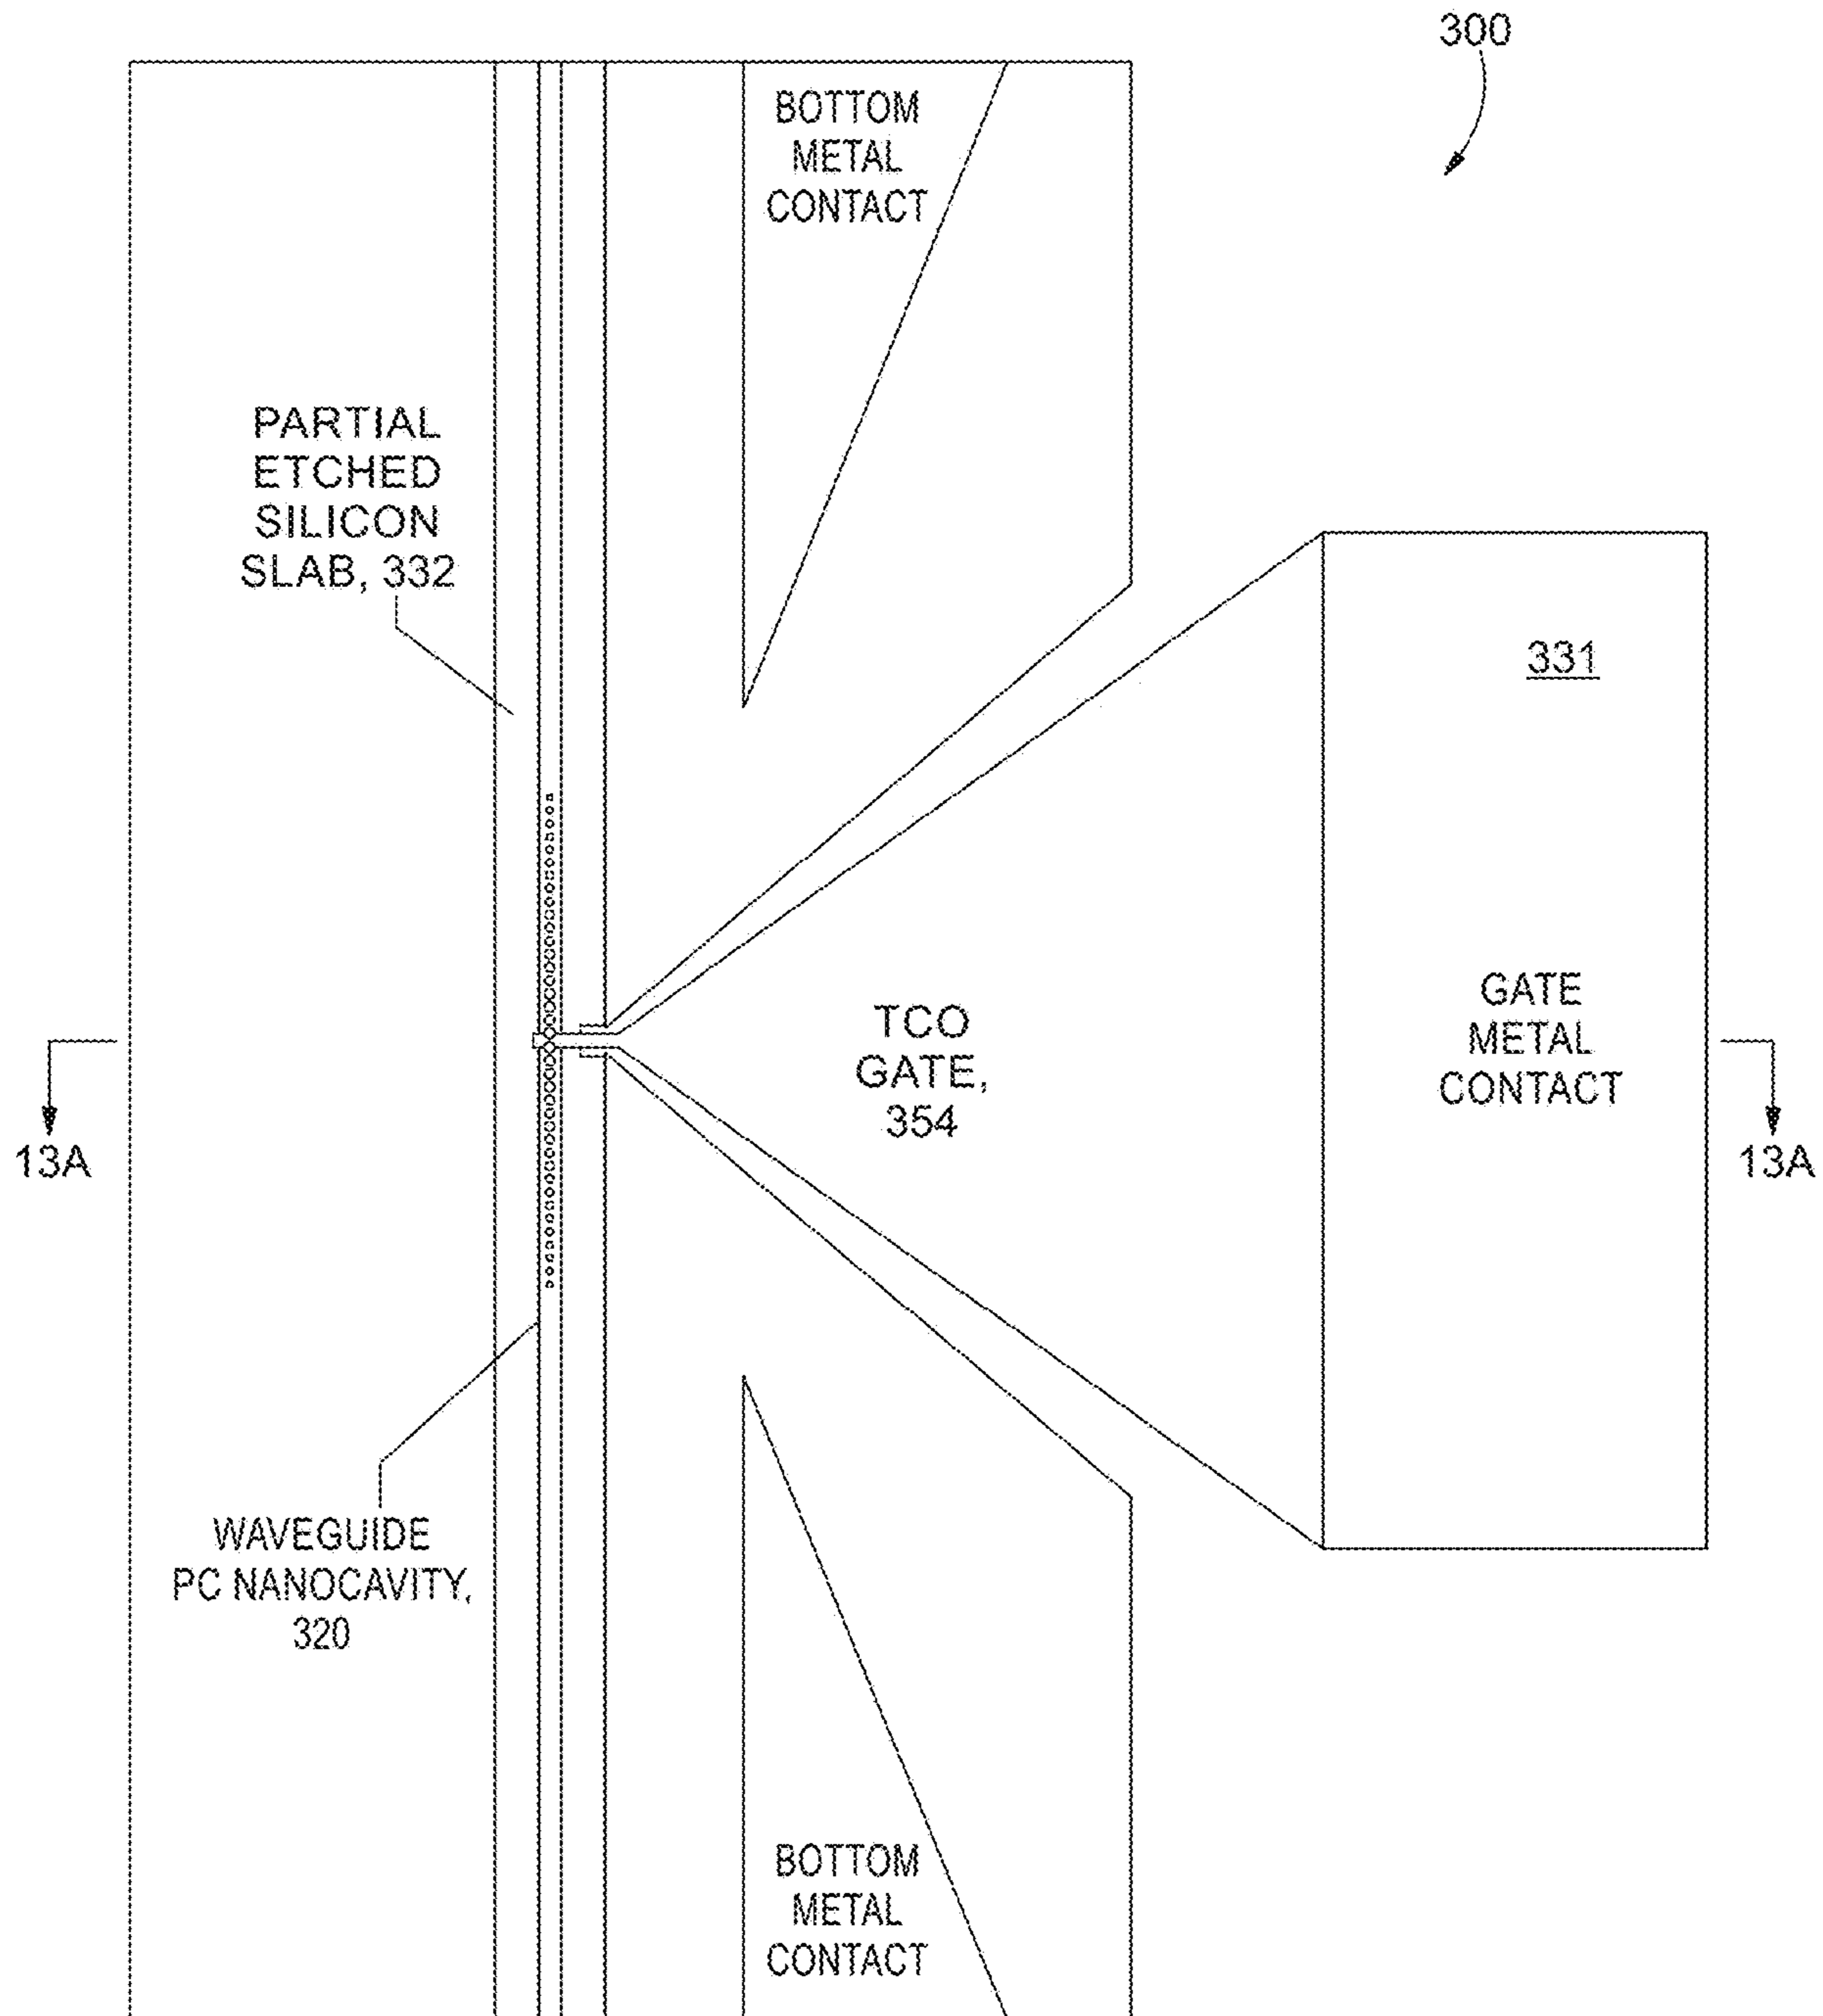 300
BOTTOM
METAL
CONTACT
PARTIAL
ETCHED
SILICON
SLAB, 332
331
GATE
METAL
CONTACT
TCO
GATE,
354
13A
13A
WAVEGUIDE
PC NANOCAVITY,
320
BOTTOM
METAL
CONTACT